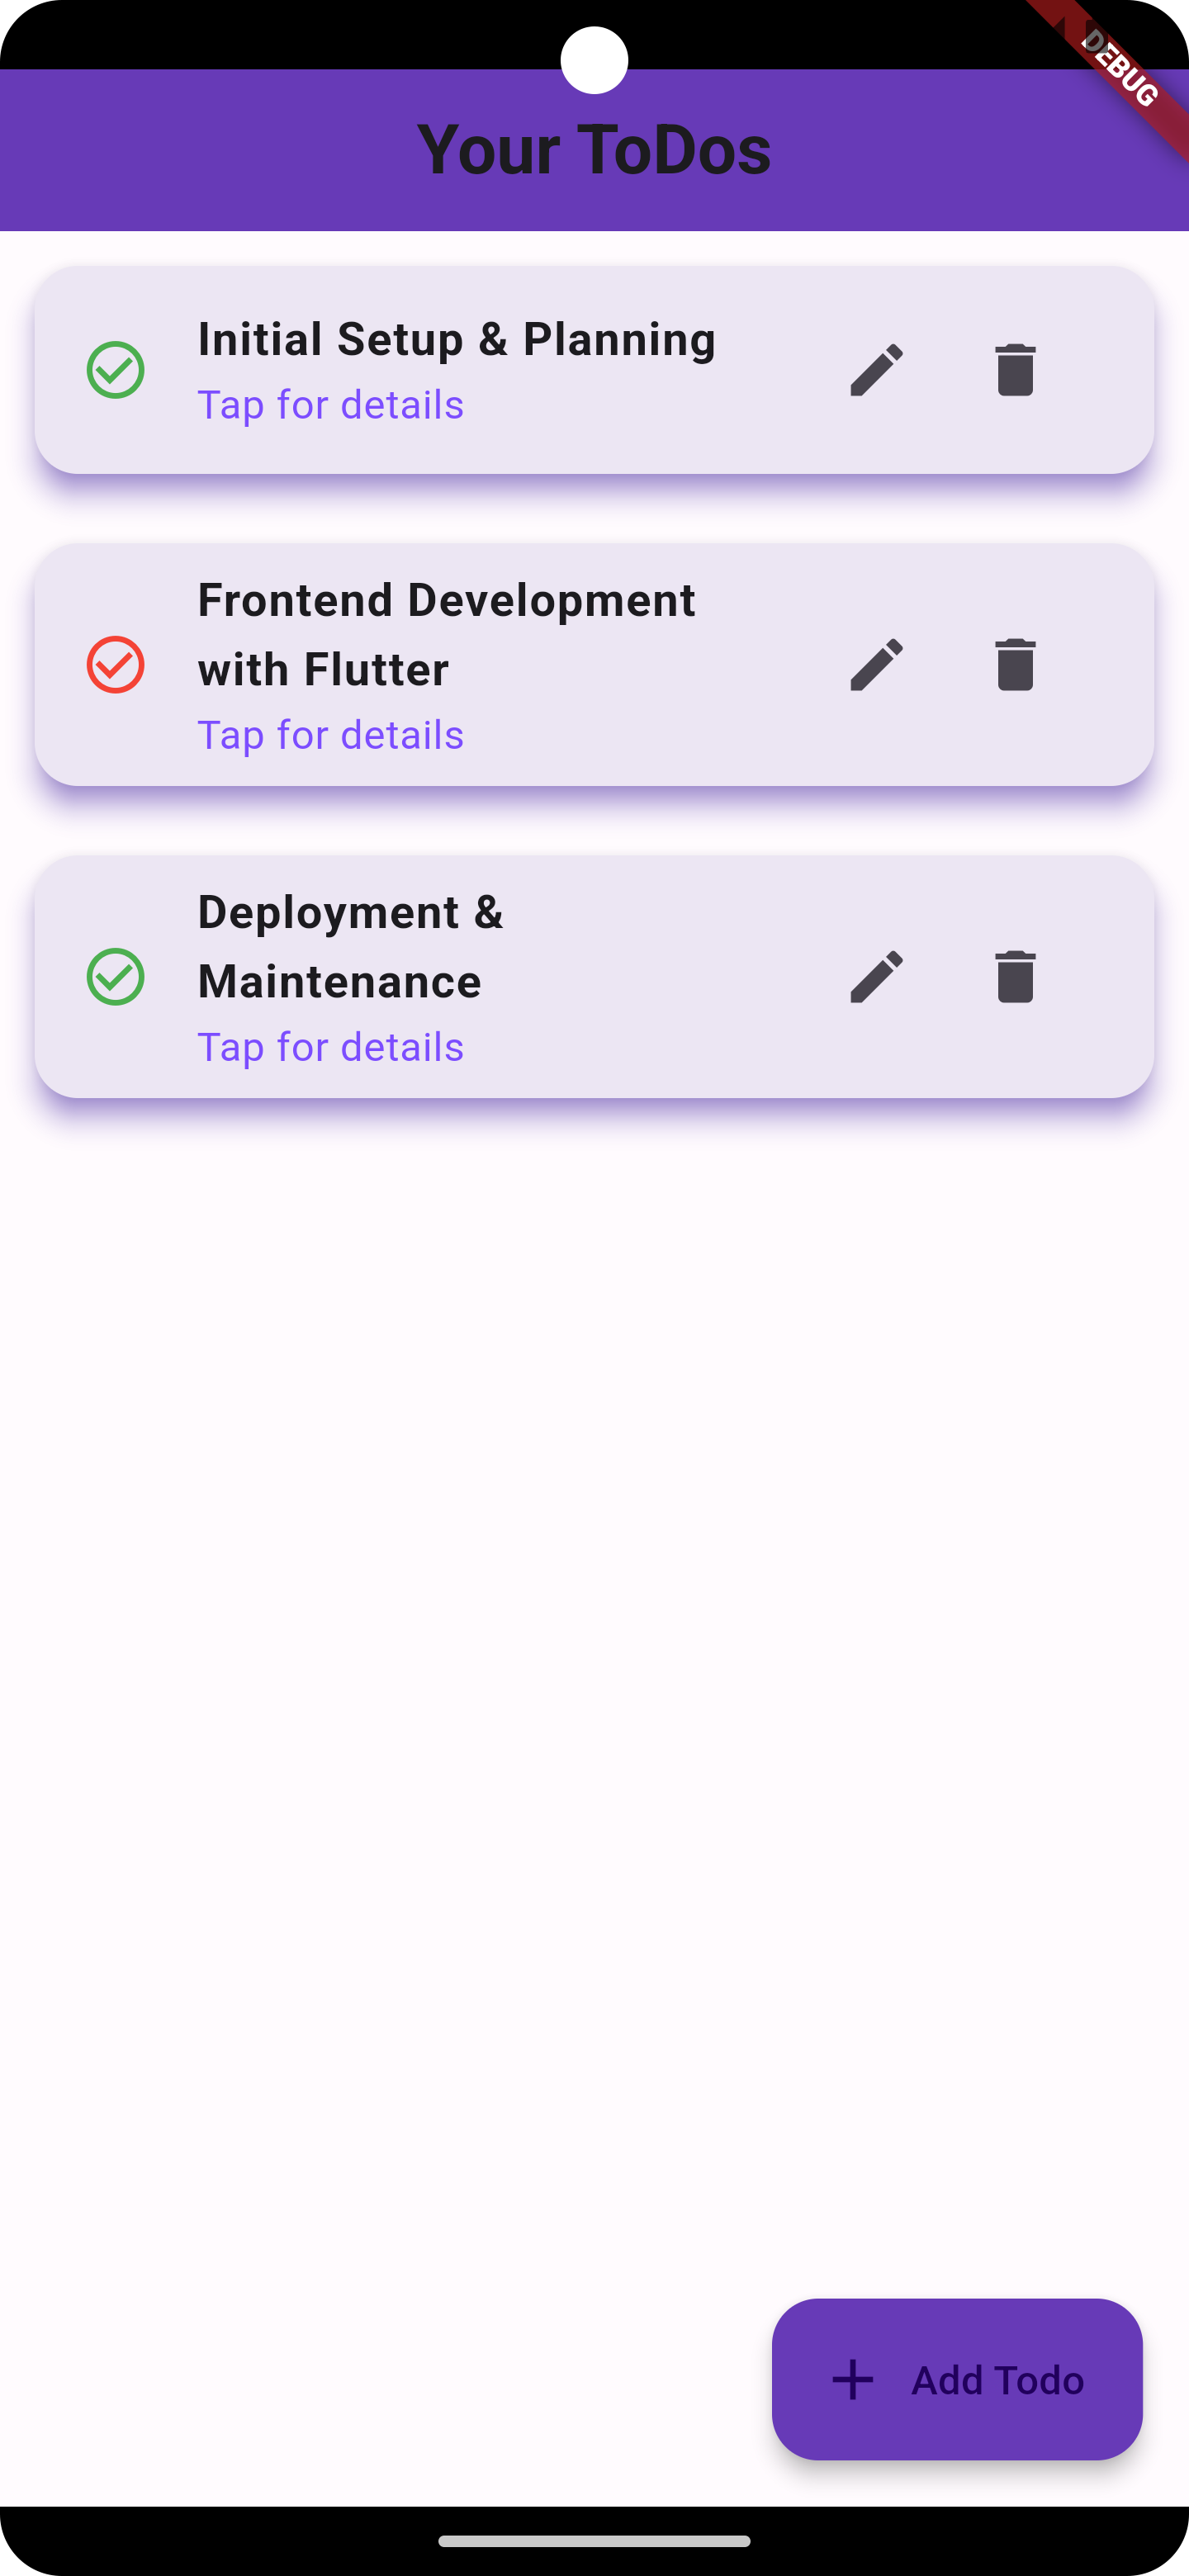 DEBUG
Your ToDos
Initial Setup & Planning
Tap for details
Frontend Development
with Flutter
Tap for details
Deployment &
Maintenance
Tap for details
Add Todo